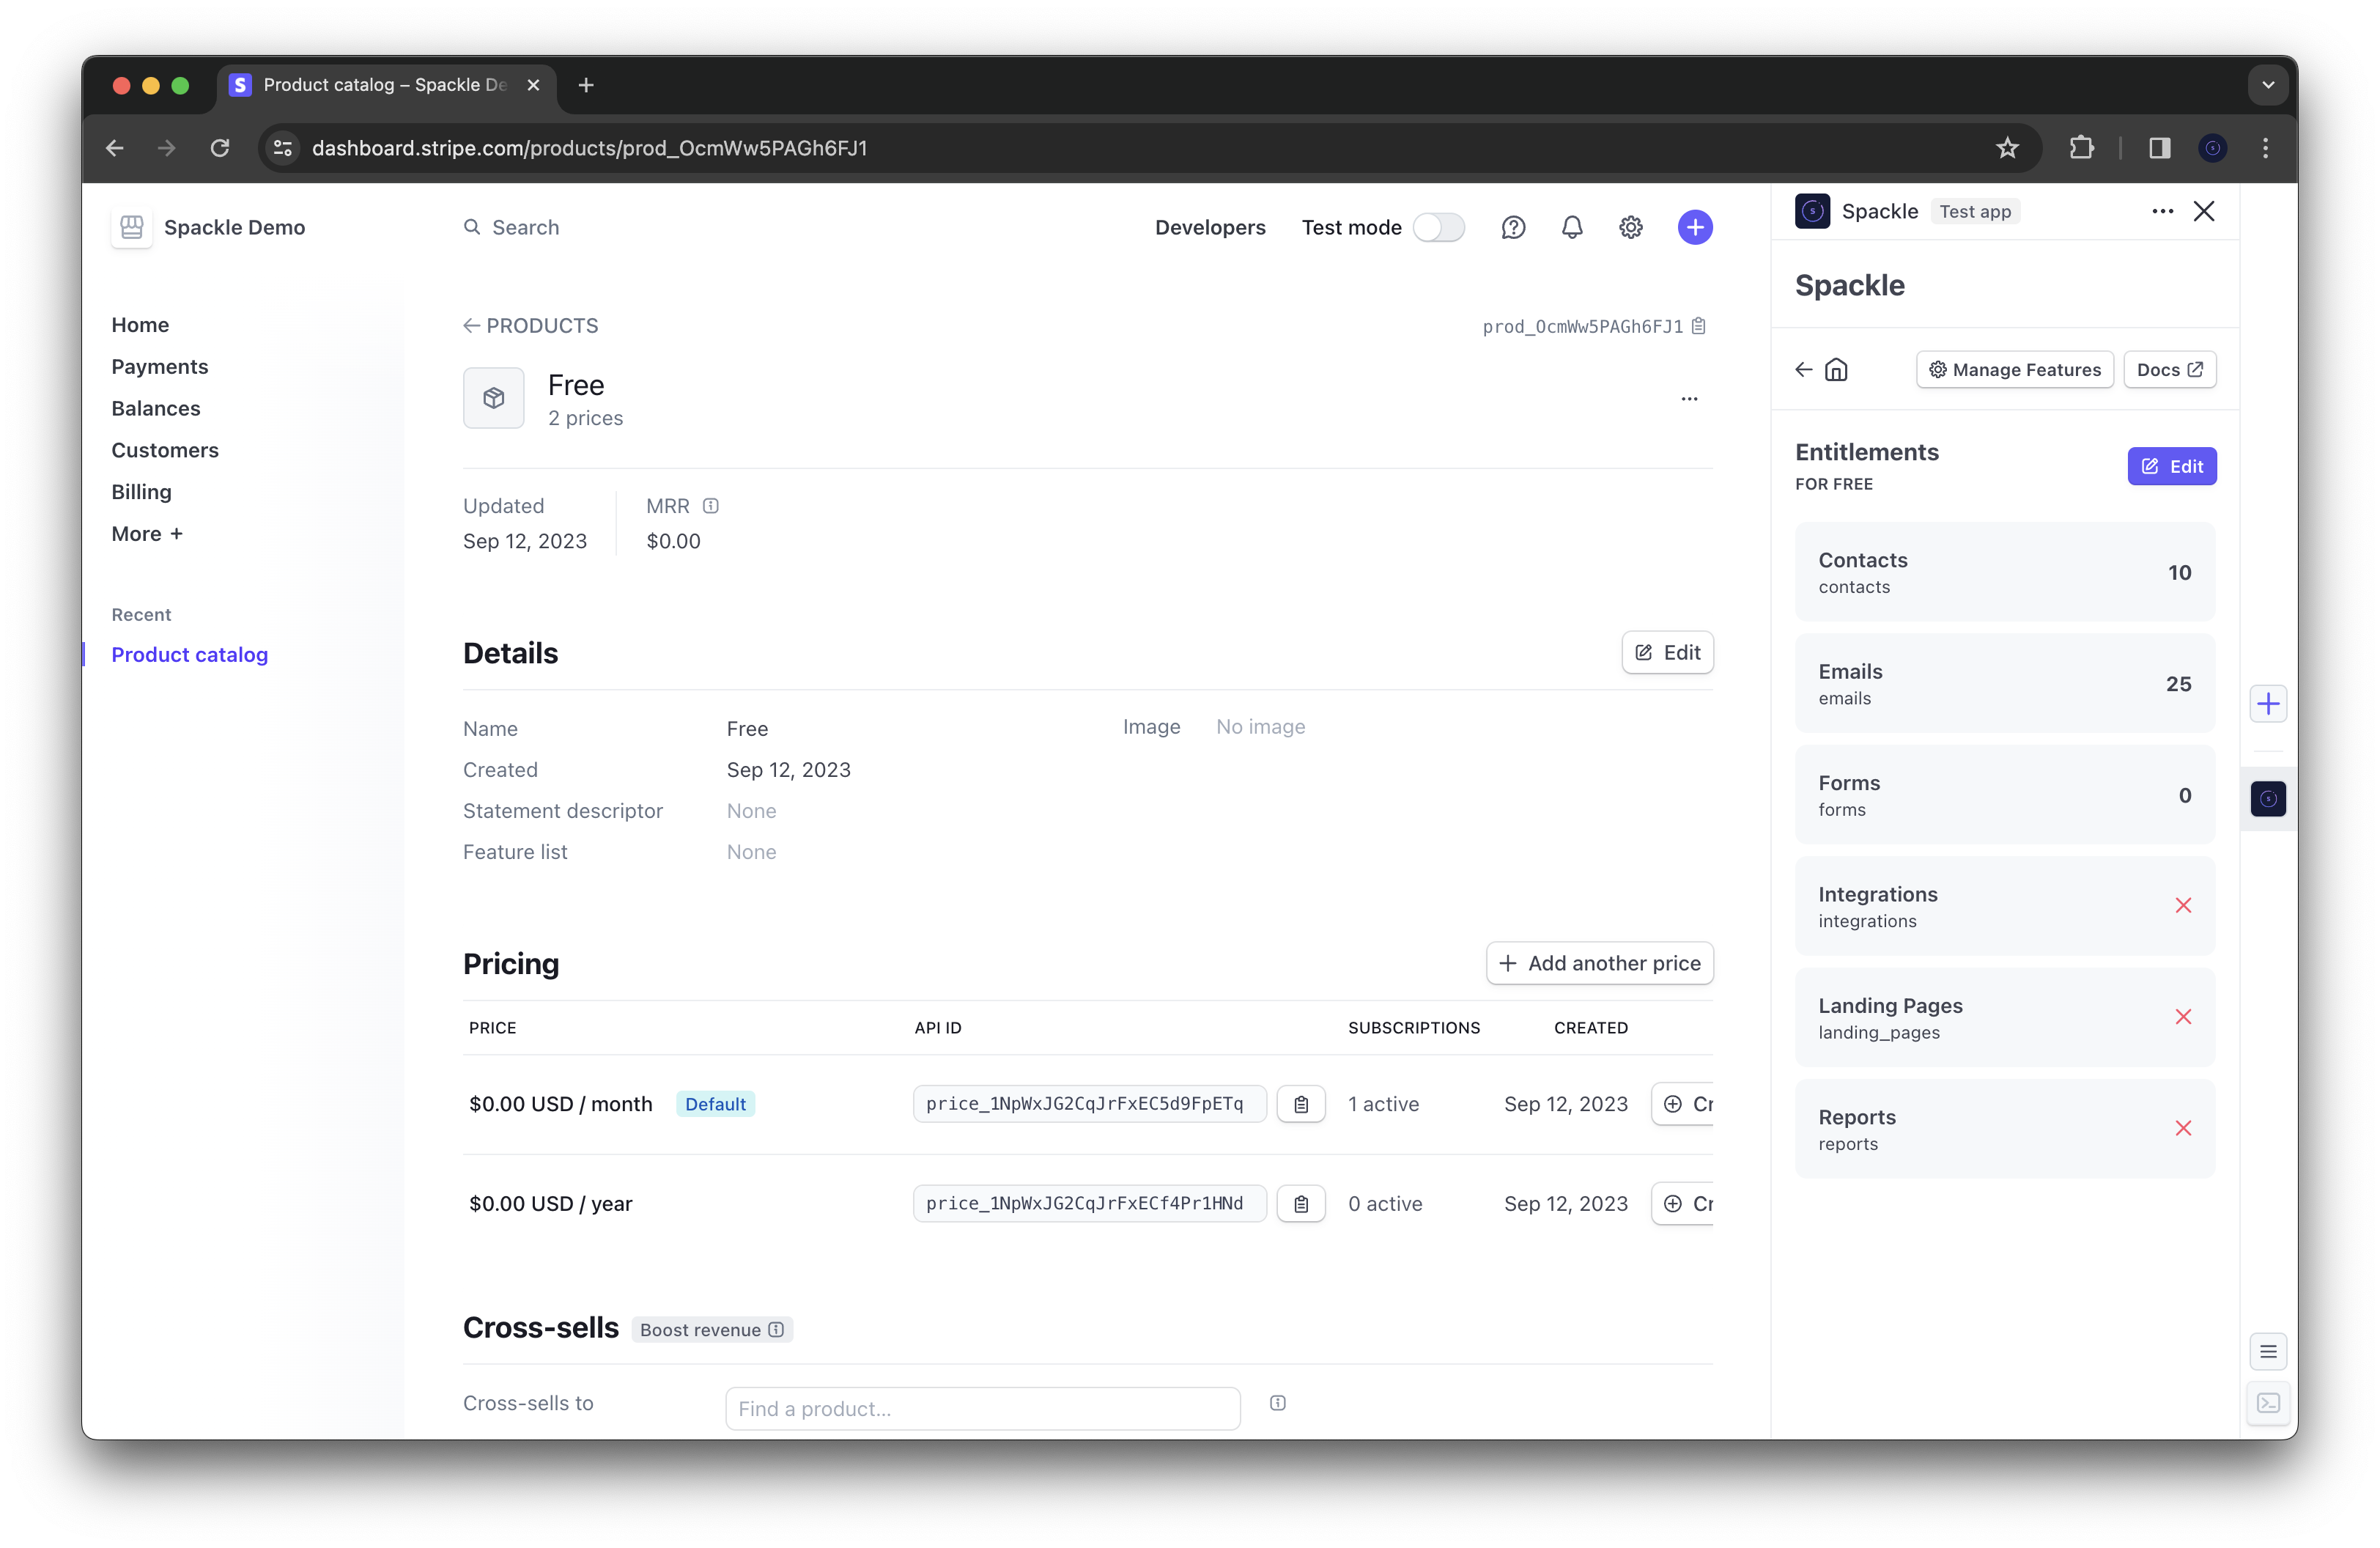 Product catalog – Spackle De
dashboard.stripe.com/products/prod_OcmWw5PAGh6FJ1
Spackle Demo
Search
Developers
Test mode
Home
Payments
Balances
Customers
Billing
More +
Recent
Product catalog
PRODUCTS
prod_OcmWw5PAGh6FJ1
Free
2 prices
Updated
Sep 12, 2023
MRR
$0.00
Details
Edit
Name Free
Image No image
Created Sep 12, 2023
Statement descriptor None
Feature list None
Pricing
Add another price
PRICE API ID SUBSCRIPTIONS CREATED
$0.00 USD / month Default price_1NpWxJG2CqJrFxEC5d9FpETq 1 active Sep 12, 2023 Cr
$0.00 USD / year price_1NpWxJG2CqJrFxECf4Pr1HNd 0 active Sep 12, 2023 Cr
Cross-sells Boost revenue
Cross-sells to Find a product...
Spackle Test app
Spackle
Manage Features
Docs
Entitlements
FOR FREE
Edit
Contacts
contacts
10
Emails
emails
25
Forms
forms
0
Integrations
integrations
Landing Pages
landing_pages
Reports
reports